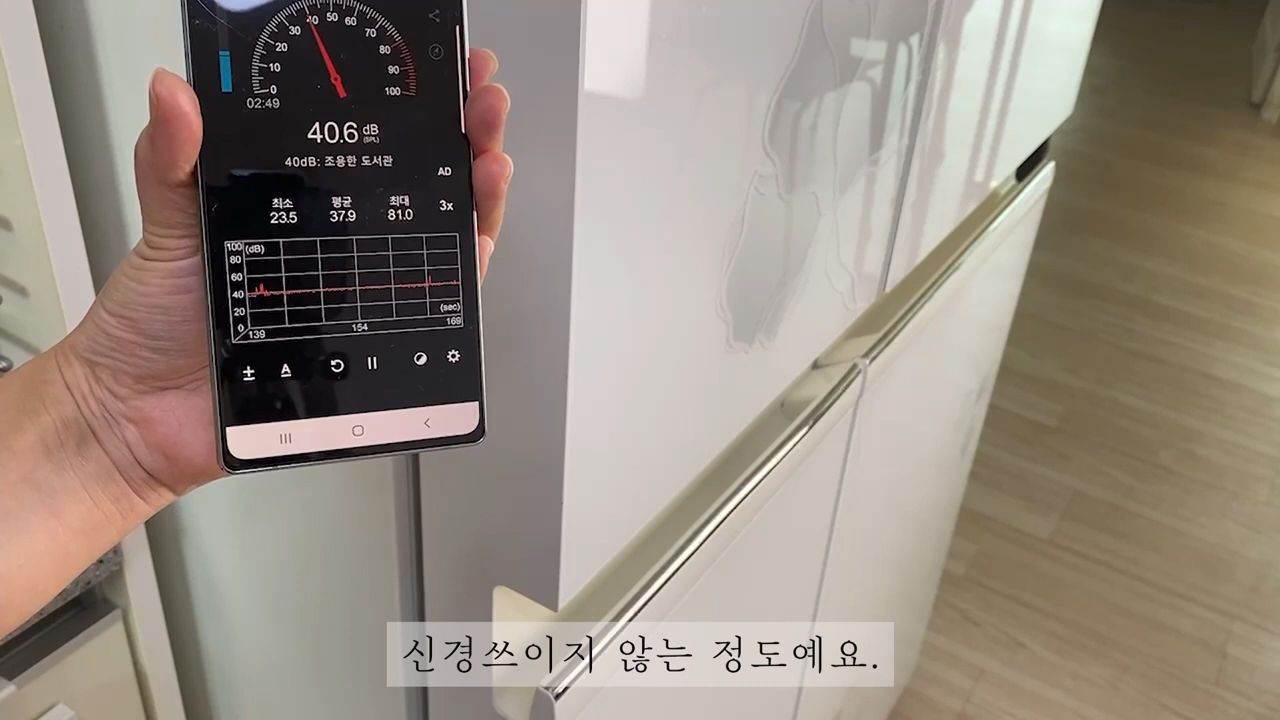 30 40 50 60
20 70
10 80
0 90
02:49 100
40.6 dB
(SPL)
40dB: 조용한 도서관
AD
최소 평균 최대
23.5 37.9 81.0
3x
100 (dB)
80
60
40
20
0
(sec)
139 154 169
A
신경쓰이지 않는 정도예요.